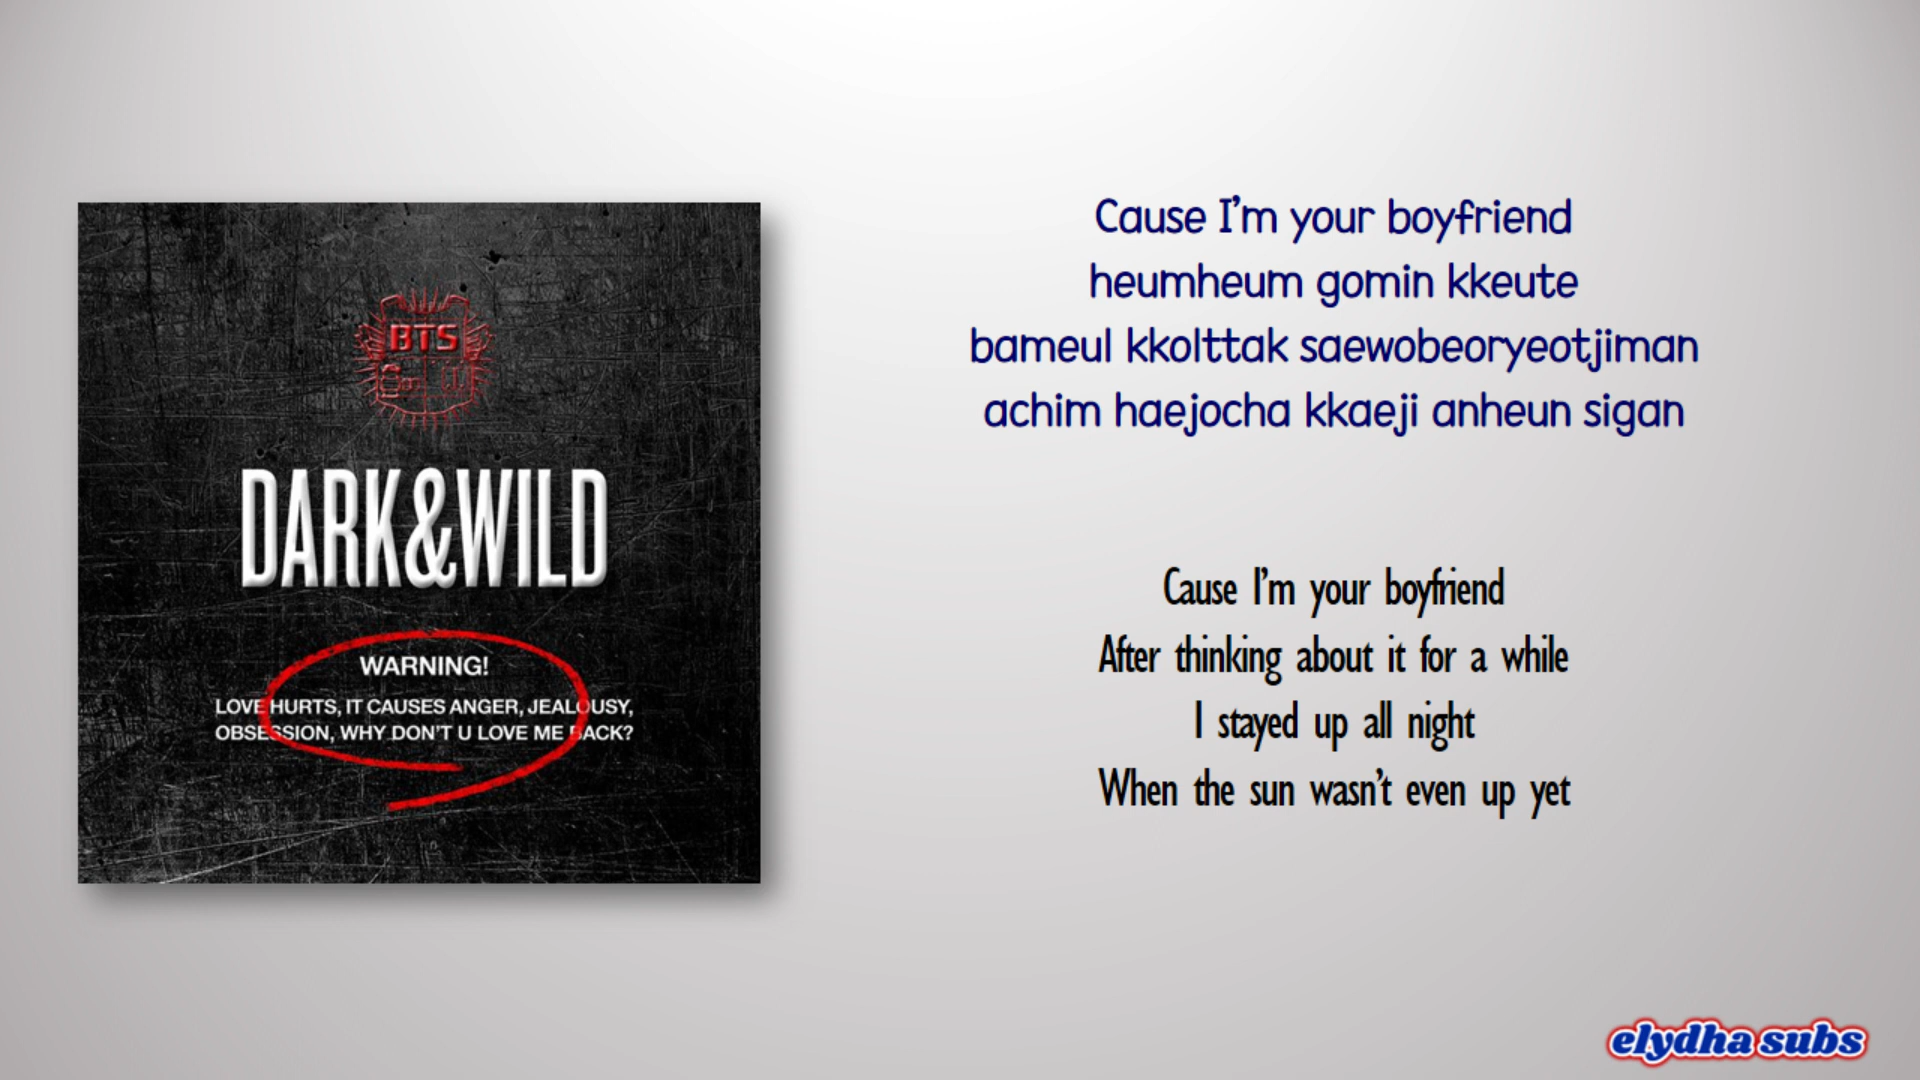 BTS
DARK&WILD
WARNING!
LOVE HURTS, IT CAUSES ANGER, JEALOUSY,
OBSESSION, WHY DON'T U LOVE ME BACK?
Cause I'm your boyfriend
heumheum gomin kkeute
bameul kkolttak saewobeoryeotjiman
achim haejocha kkaeji anheun sigan
Cause I'm your boyfriend
After thinking about it for a while
I stayed up all night
When the sun wasn't even up yet
elydha subs